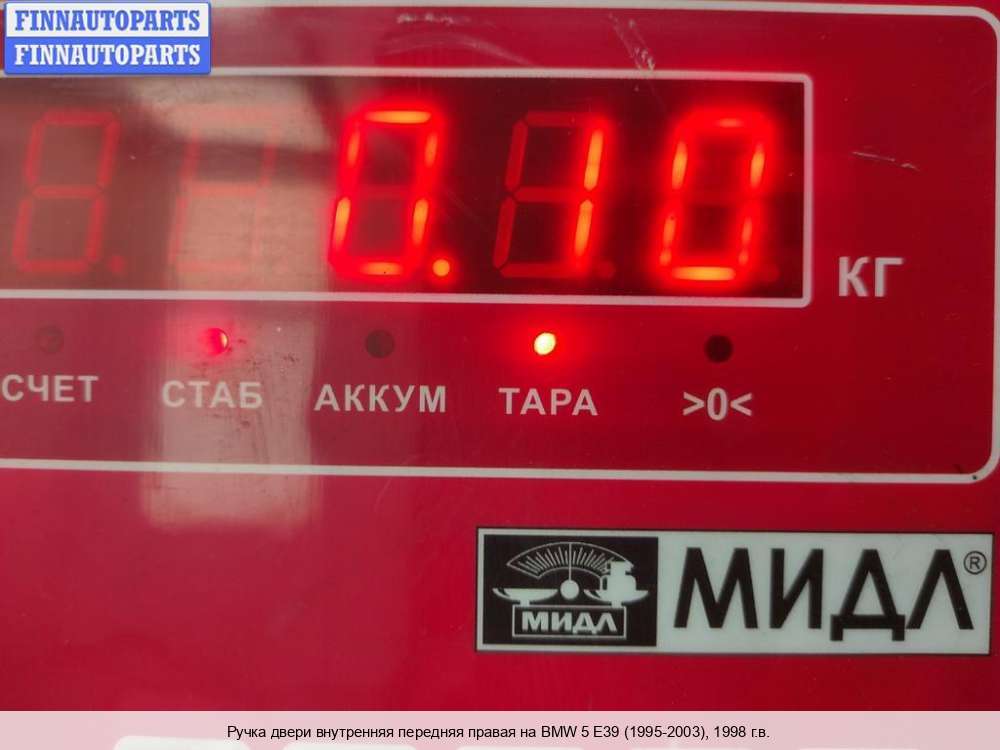 FINNAUTOPARTS
FINNAUTOPARTS
0.10
КГ
СЧЕТ СТАБ АККУМ ТАРА >0<
МИДЛ МИДЛ®
Ручка двери внутренняя передняя правая на BMW 5 E39 (1995-2003), 1998 г.в.